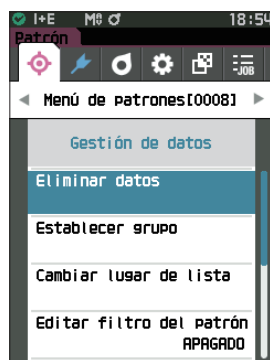 I+E M 18:54
Patrón
JOB
Menú de patrones[0008]
Gestión de datos
Eliminar datos
Establecer grupo
Cambiar lugar de lista
Editar filtro del patrón
APAGADO